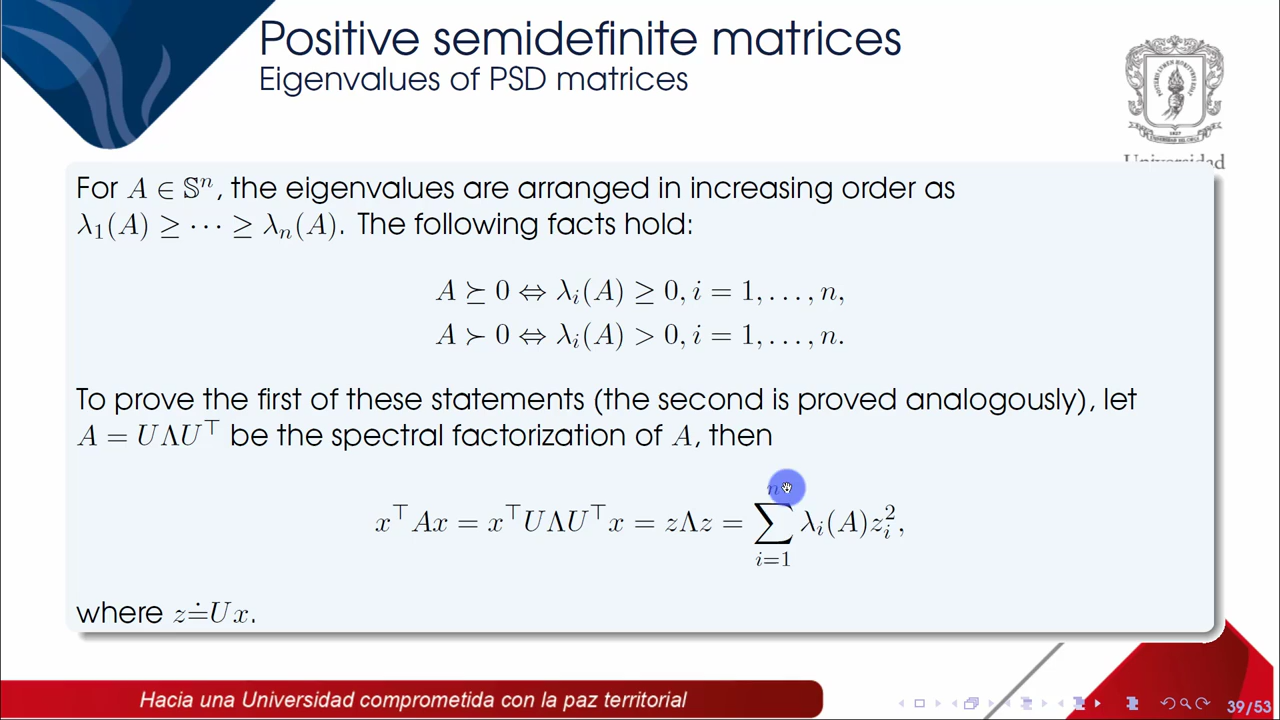 Positive semidefinite matrices
Eigenvalues of PSD matrices
Universidad
For A ∈ 𝕊ⁿ, the eigenvalues are arranged in increasing order as
λ₁(A) ≥ ⋯ ≥ λₙ(A). The following facts hold:
A ⪰ 0 ⇔ λᵢ(A) ≥ 0, i = 1, . . . , n,
A ≻ 0 ⇔ λᵢ(A) > 0, i = 1, . . . , n.
To prove the first of these statements (the second is proved analogously), let
A = UΛU⊤ be the spectral factorization of A, then
x⊤Ax = x⊤UΛU⊤x = zΛz = ∑ᵢ₌₁ⁿ λᵢ(A)zᵢ²,
where z≐Ux.
Hacia una Universidad comprometida con la paz territorial
39/53